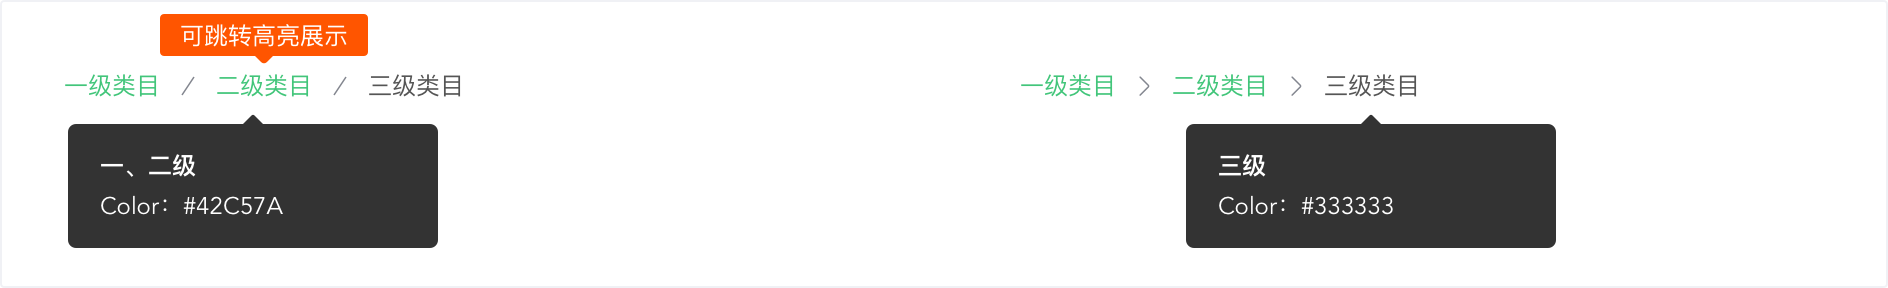 可跳转高亮展示
一级类目 / 二级类目 / 三级类目
一、二级
Color：#42C57A
一级类目 > 二级类目 > 三级类目
三级
Color：#333333